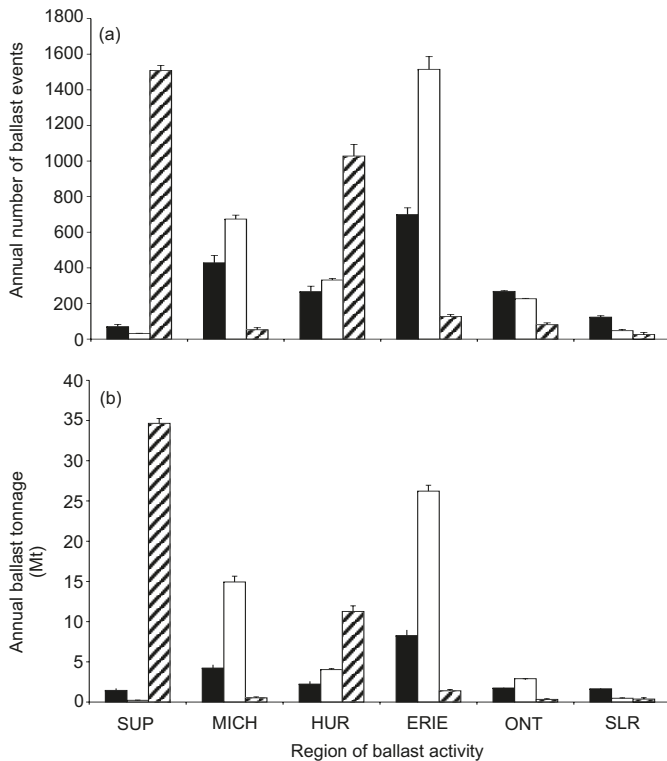 (a)
Annual number of ballast events
1800
1600
1400
1200
1000
800
600
400
200
0
(b)
Annual ballast tonnage
(Mt)
40
35
30
25
20
15
10
5
0
SUP MICH HUR ERIE ONT SLR
Region of ballast activity